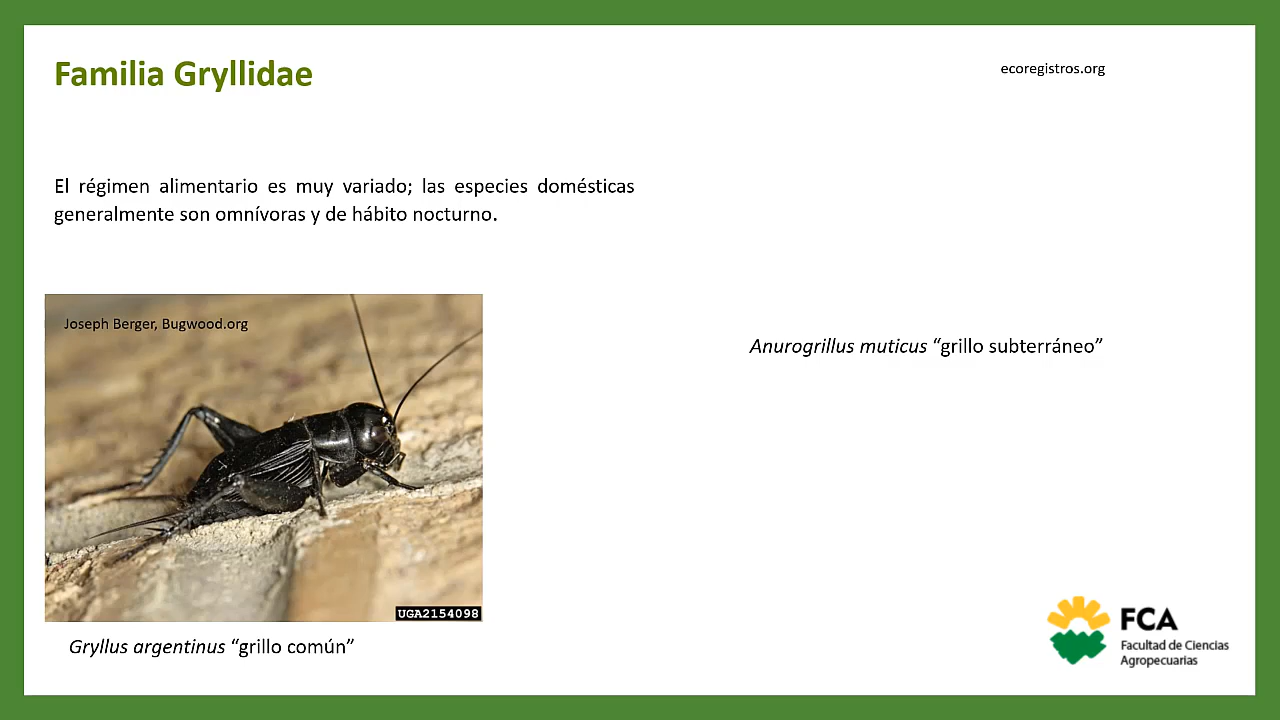 Familia Gryllidae
ecoregistros.org
El régimen alimentario es muy variado; las especies domésticas
generalmente son omnívoras y de hábito nocturno.
Joseph Berger, Bugwood.org
Anurogrillus muticus “grillo subterráneo”
UGA2154098
Gryllus argentinus “grillo común”
FCA
Facultad de Ciencias
Agropecuarias